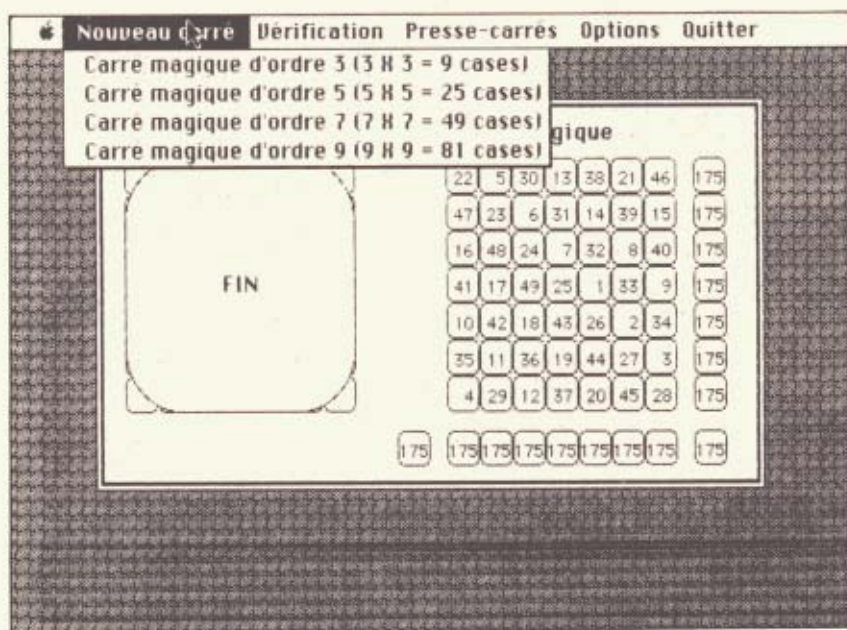 Nouveau carré Vérification Presse-carrés Options Quitter
Carré magique d'ordre 3 (3 X 3 = 9 cases)
Carré magique d'ordre 5 (5 X 5 = 25 cases)
Carré magique d'ordre 7 (7 X 7 = 49 cases)
Carré magique d'ordre 9 (9 X 9 = 81 cases)
gique
22 5 30 13 38 21 46 175
47 23 6 31 14 39 15 175
16 48 24 7 32 8 40 175
FIN
41 17 49 25 1 33 9 175
10 42 18 43 26 2 34 175
35 11 36 19 44 27 3 175
4 29 12 37 20 45 28 175
175 175 175 175 175 175 175 175 175